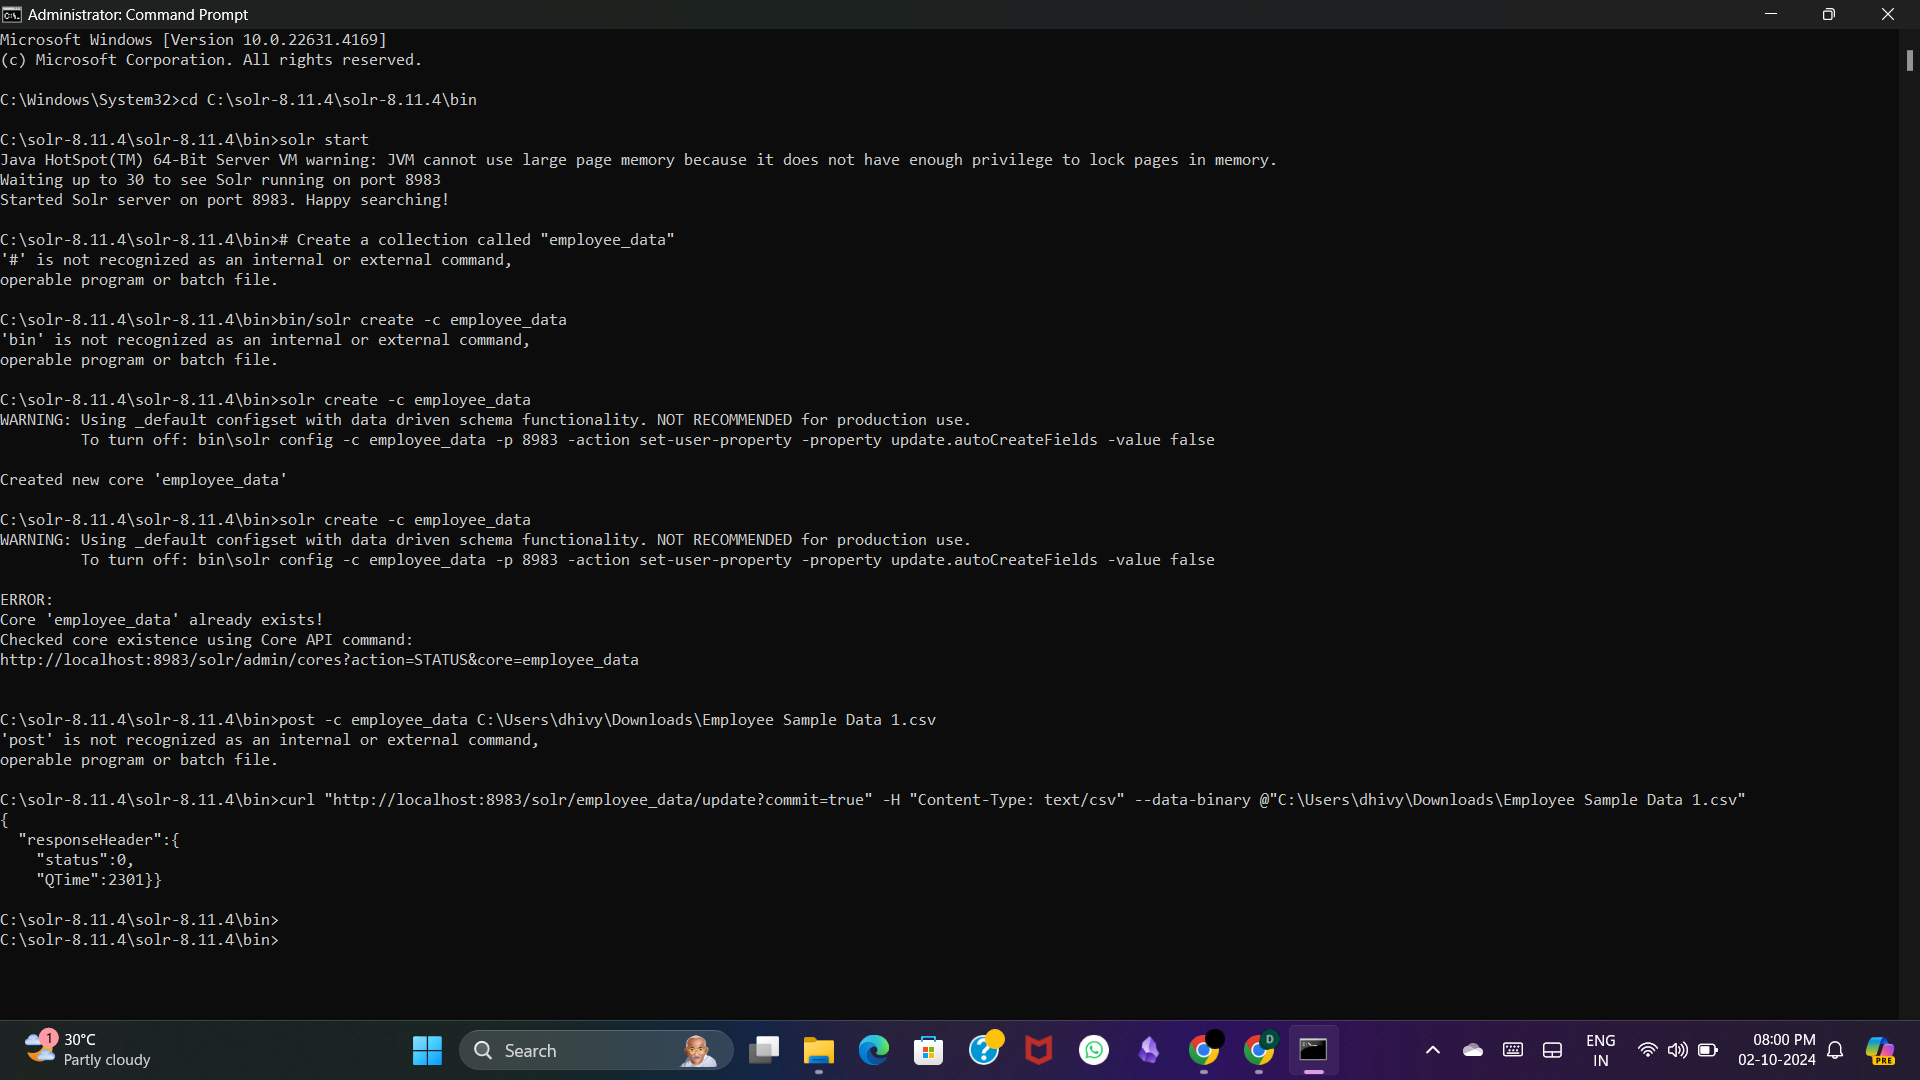 Administrator: Command Prompt
Microsoft Windows [Version 10.0.22631.4169]
(c) Microsoft Corporation. All rights reserved.
C:\Windows\System32>cd C:\solr-8.11.4\solr-8.11.4\bin
C:\solr-8.11.4\solr-8.11.4\bin>solr start
Java HotSpot(TM) 64-Bit Server VM warning: JVM cannot use large page memory because it does not have enough privilege to lock pages in memory.
Waiting up to 30 to see Solr running on port 8983
Started Solr server on port 8983. Happy searching!
C:\solr-8.11.4\solr-8.11.4\bin># Create a collection called "employee_data"
'#' is not recognized as an internal or external command,
operable program or batch file.
C:\solr-8.11.4\solr-8.11.4\bin>bin/solr create -c employee_data
'bin' is not recognized as an internal or external command,
operable program or batch file.
C:\solr-8.11.4\solr-8.11.4\bin>solr create -c employee_data
WARNING: Using _default configset with data driven schema functionality. NOT RECOMMENDED for production use.
To turn off: bin\solr config -c employee_data -p 8983 -action set-user-property -property update.autoCreateFields -value false
Created new core 'employee_data'
C:\solr-8.11.4\solr-8.11.4\bin>solr create -c employee_data
WARNING: Using _default configset with data driven schema functionality. NOT RECOMMENDED for production use.
To turn off: bin\solr config -c employee_data -p 8983 -action set-user-property -property update.autoCreateFields -value false
ERROR:
Core 'employee_data' already exists!
Checked core existence using Core API command:
http://localhost:8983/solr/admin/cores?action=STATUS&core=employee_data
C:\solr-8.11.4\solr-8.11.4\bin>post -c employee_data C:\Users\dhivy\Downloads\Employee Sample Data 1.csv
'post' is not recognized as an internal or external command,
operable program or batch file.
C:\solr-8.11.4\solr-8.11.4\bin>curl "http://localhost:8983/solr/employee_data/update?commit=true" -H "Content-Type: text/csv" --data-binary @"C:\Users\dhivy\Downloads\Employee Sample Data 1.csv"
{
"responseHeader":{
"status":0,
"QTime":2301}}
C:\solr-8.11.4\solr-8.11.4\bin>
C:\solr-8.11.4\solr-8.11.4\bin>
1
30°C
Partly cloudy
Search
D
ENG
IN
08:00 PM
02-10-2024
PRE